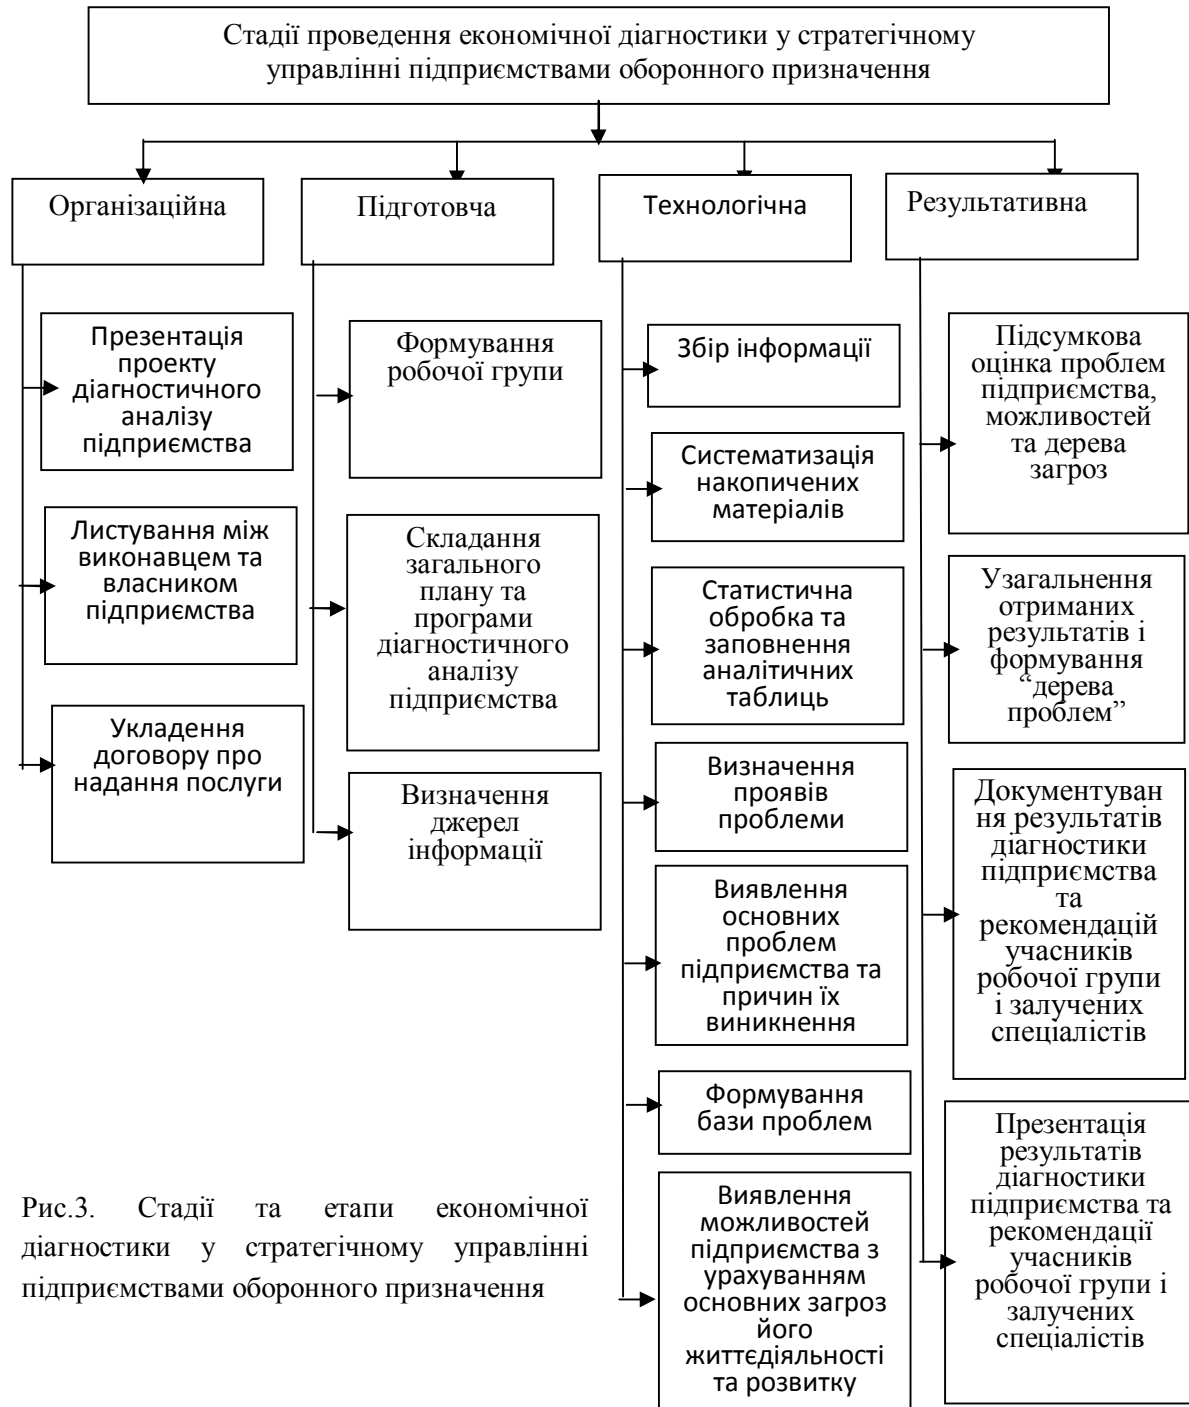 Стадії проведення економічної діагностики у стратегічному
управлінні підприємствами оборонного призначення
Організаційна
Підготовча
Технологічна
Результативна
Презентація
проекту
діагностичного
аналізу
підприємства
Листування між
виконавцем та
власником
підприємства
Укладення
договору про
надання послуги
Формування
робочої групи
Складання
загального
плану та
програми
діагностичного
аналізу
підприємства
Визначення
джерел
інформації
Збір інформації
Систематизація
накопичених
матеріалів
Статистична
обробка та
заповнення
аналітичних
таблиць
Визначення
проявів
проблеми
Виявлення
основних
проблем
підприємства та
причин їх
виникнення
Формування
бази проблем
Виявлення
можливостей
підприємства з
урахуванням
основних загроз
його
життєдіяльності
та розвитку
Підсумкова
оцінка проблем
підприємства,
можливостей
та дерева
загроз
Узагальнення
отриманих
результатів і
формування
“дерева
проблем”
Документуван
ня результатів
діагностики
підприємства
та
рекомендацій
учасників
робочої групи
і залучених
спеціалістів
Презентація
результатів
діагностики
підприємства та
рекомендації
учасників
робочої групи і
залучених
спеціалістів
Рис.3. Стадії та етапи економічної
діагностики у стратегічному управлінні
підприємствами оборонного призначення